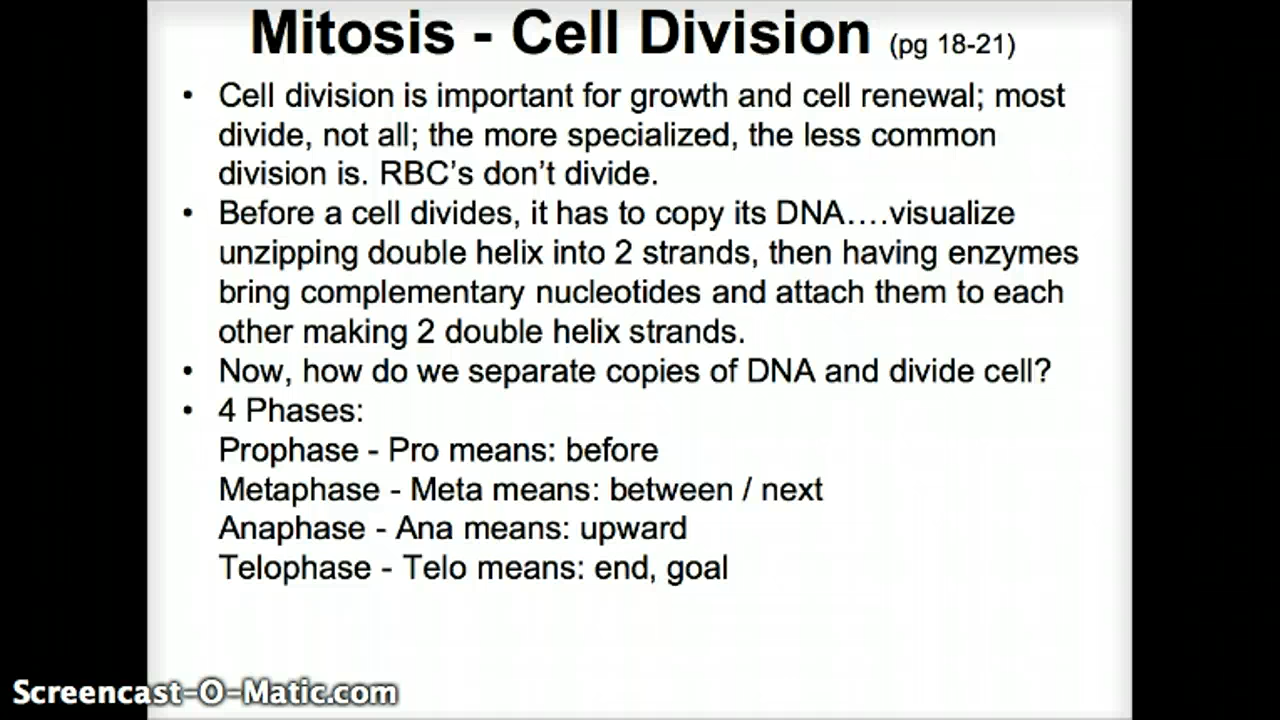 Mitosis - Cell Division (pg 18-21)
• Cell division is important for growth and cell renewal; most
divide, not all; the more specialized, the less common
division is. RBC's don't divide.
• Before a cell divides, it has to copy its DNA....visualize
unzipping double helix into 2 strands, then having enzymes
bring complementary nucleotides and attach them to each
other making 2 double helix strands.
• Now, how do we separate copies of DNA and divide cell?
• 4 Phases:
Prophase - Pro means: before
Metaphase - Meta means: between / next
Anaphase - Ana means: upward
Telophase - Telo means: end, goal
Screencast-O-Matic.com